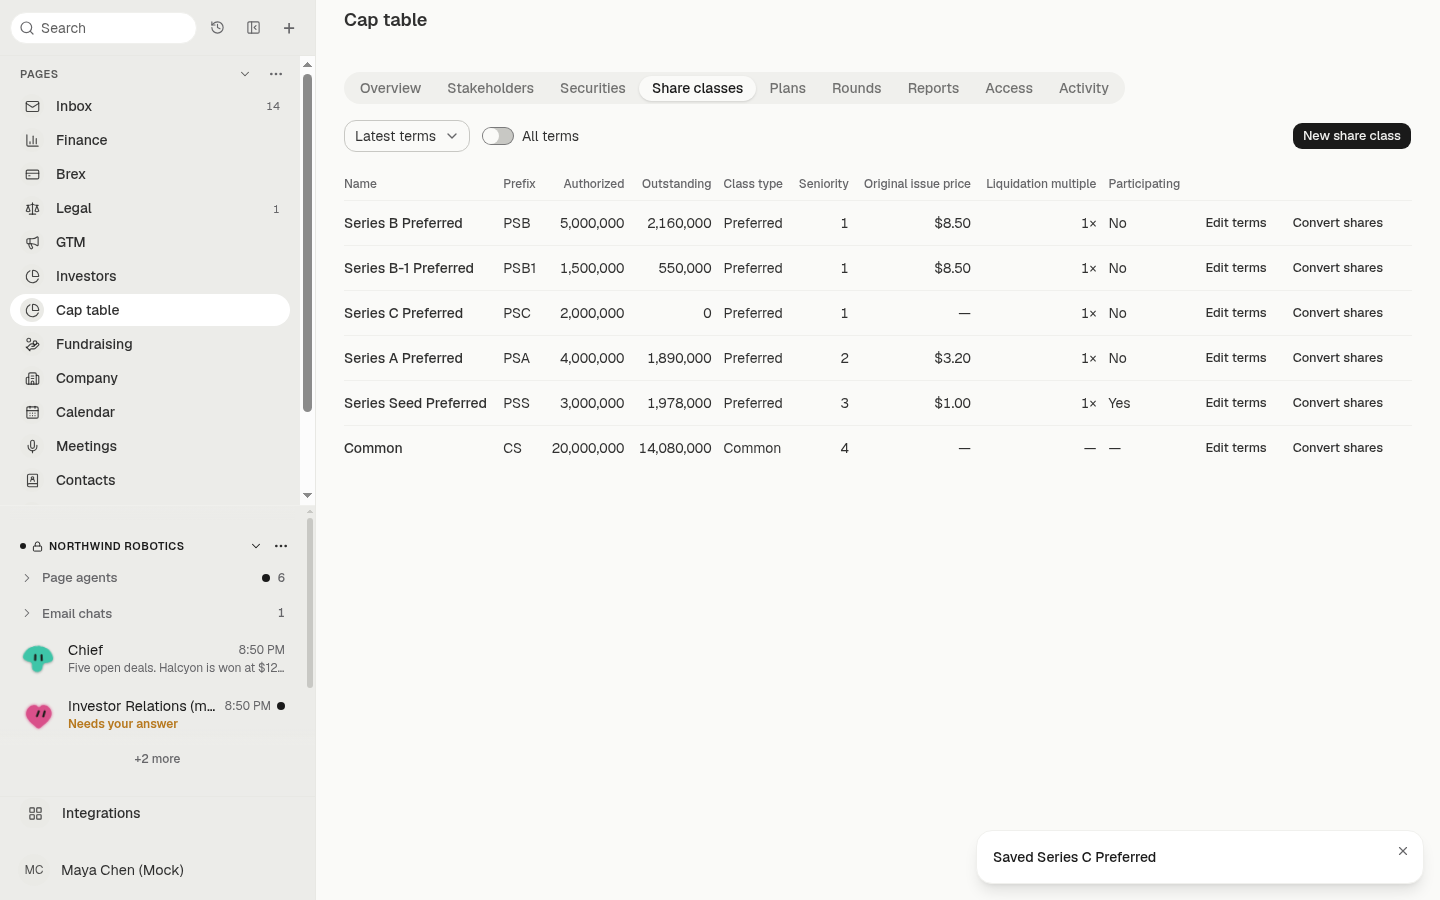 Search
PAGES
Inbox 14
Finance
Brex
Legal 1
GTM
Investors
Cap table
Fundraising
Company
Calendar
Meetings
Contacts
NORTHWIND ROBOTICS
Page agents 6
Email chats 1
Chief 8:50 PM
Five open deals. Halcyon is won at $12...
Investor Relations (m... 8:50 PM
Needs your answer
+2 more
Integrations
MC Maya Chen (Mock)
Cap table
Overview Stakeholders Securities Share classes Plans Rounds Reports Access Activity
Latest terms All terms New share class
Name Prefix Authorized Outstanding Class type Seniority Original issue price Liquidation multiple Participating
Series B Preferred PSB 5,000,000 2,160,000 Preferred 1 $8.50 1× No Edit terms Convert shares
Series B-1 Preferred PSB1 1,500,000 550,000 Preferred 1 $8.50 1× No Edit terms Convert shares
Series C Preferred PSC 2,000,000 0 Preferred 1 — 1× No Edit terms Convert shares
Series A Preferred PSA 4,000,000 1,890,000 Preferred 2 $3.20 1× No Edit terms Convert shares
Series Seed Preferred PSS 3,000,000 1,978,000 Preferred 3 $1.00 1× Yes Edit terms Convert shares
Common CS 20,000,000 14,080,000 Common 4 — — — Edit terms Convert shares
Saved Series C Preferred